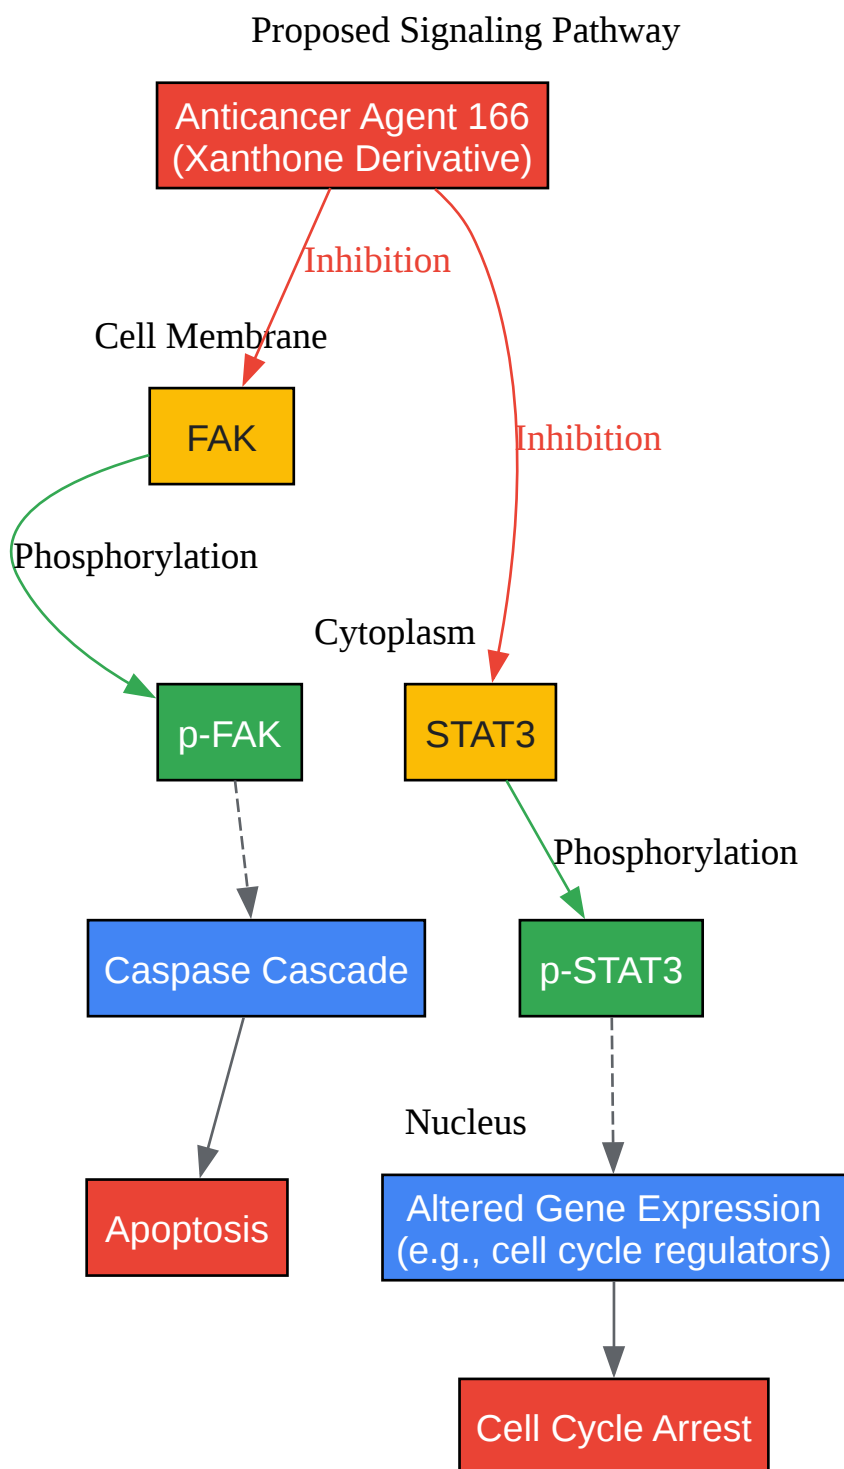 Proposed Signaling Pathway
Anticancer Agent 166
(Xanthone Derivative)
Inhibition
Cell Membrane
FAK
Inhibition
Phosphorylation
Cytoplasm
p-FAK
STAT3
Phosphorylation
Caspase Cascade
p-STAT3
Nucleus
Apoptosis
Altered Gene Expression
(e.g., cell cycle regulators)
Cell Cycle Arrest